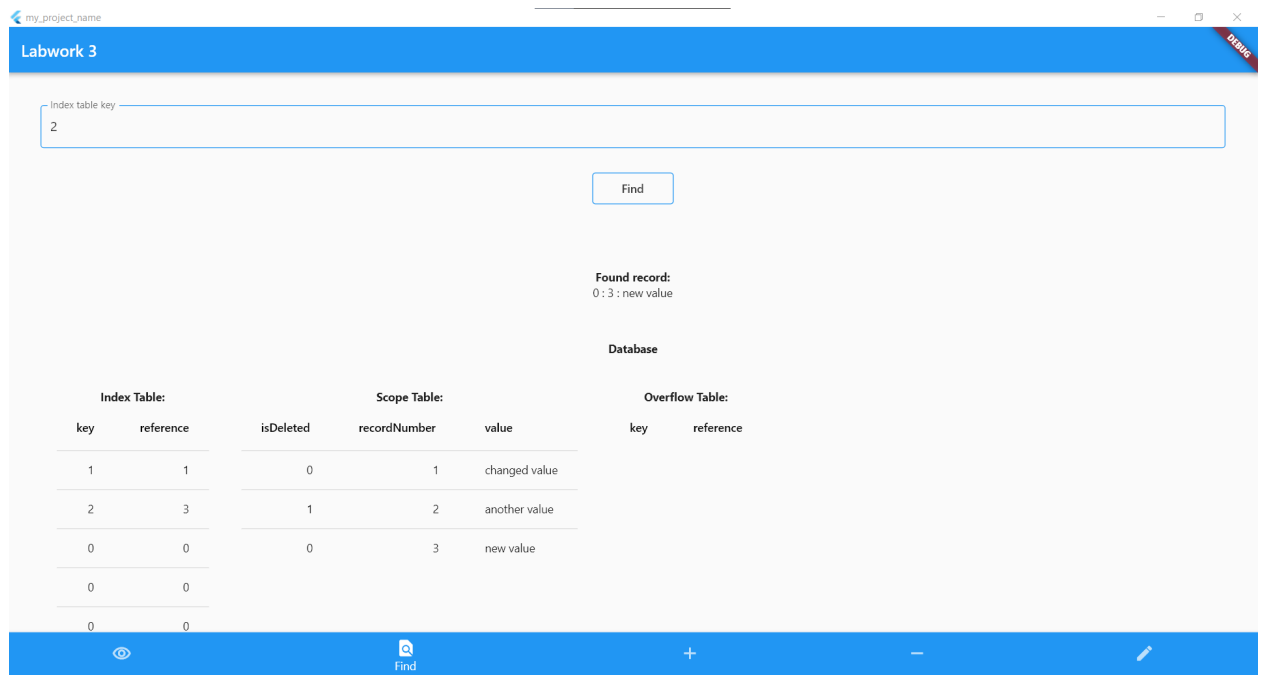 my_project_name
Labwork 3
DEBUG
Index table key
2
Find
Found record:
0 : 3 : new value
Database
Index Table: Scope Table: Overflow Table:
key reference isDeleted recordNumber value key reference
1 1 0 1 changed value
2 3 1 2 another value
0 0 0 3 new value
0 0
0 0
Find